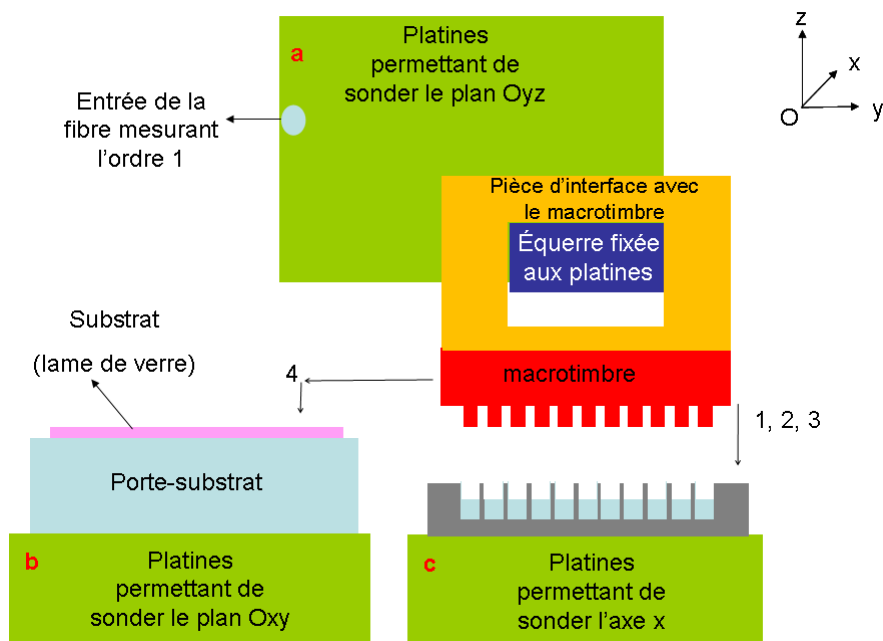 a
Platines
permettant de
sonder le plan Oyz
z
x
O
y
Entrée de la
fibre mesurant
l'ordre 1
Pièce d'interface avec
le macrotimbre
Équerre fixée
aux platines
Substrat
(lame de verre)
4
macrotimbre
1, 2, 3
Porte-substrat
b
Platines
permettant de
sonder le plan Oxy
c
Platines
permettant de
sonder l'axe x